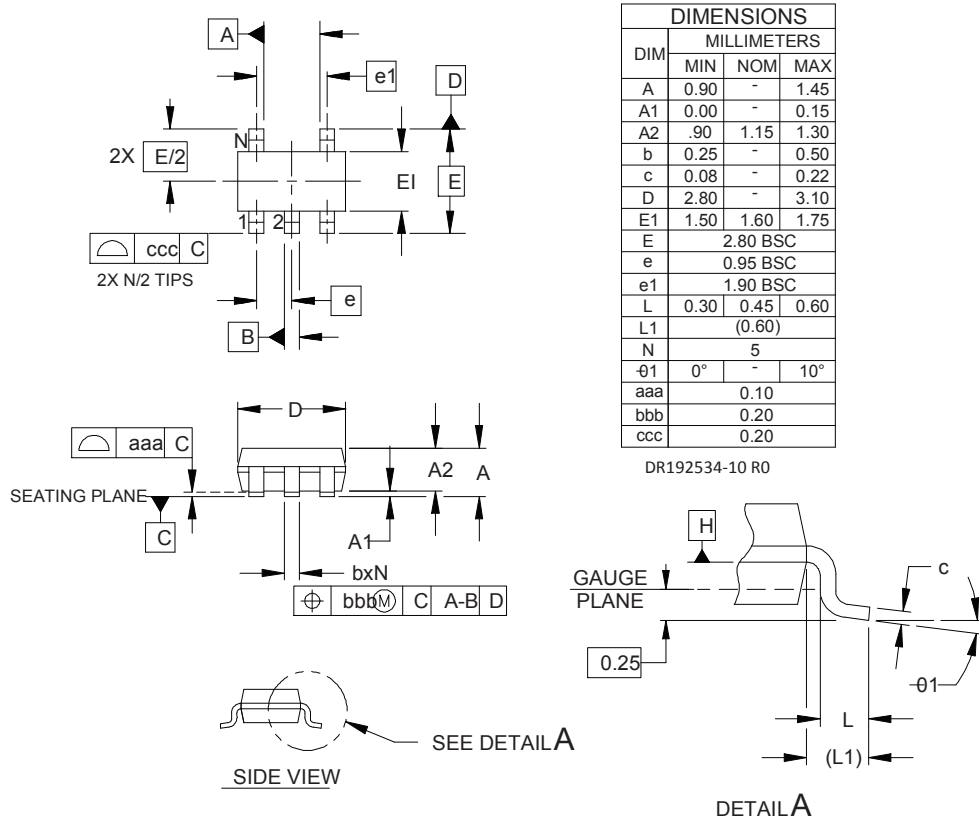 A
e1
D
N
2X E/2
E1
E
1 2
ccc C
2X N/2 TIPS
e
B
DIMENSIONS
DIM MILLIMETERS
MIN NOM MAX
A 0.90 - 1.45
A1 0.00 - 0.15
A2 .90 1.15 1.30
b 0.25 - 0.50
c 0.08 - 0.22
D 2.80 - 3.10
E1 1.50 1.60 1.75
E 2.80 BSC
e 0.95 BSC
e1 1.90 BSC
L 0.30 0.45 0.60
L1 (0.60)
N 5
θ1 0° - 10°
aaa 0.10
bbb 0.20
ccc 0.20
DR192534-10 R0
D
aaa C
A2 A
SEATING PLANE
C
A1
bxN
⌖ bbbⓂ C A-B D
SEE DETAIL A
SIDE VIEW
H
GAUGE
PLANE
c
0.25
θ1
L
(L1)
DETAIL A